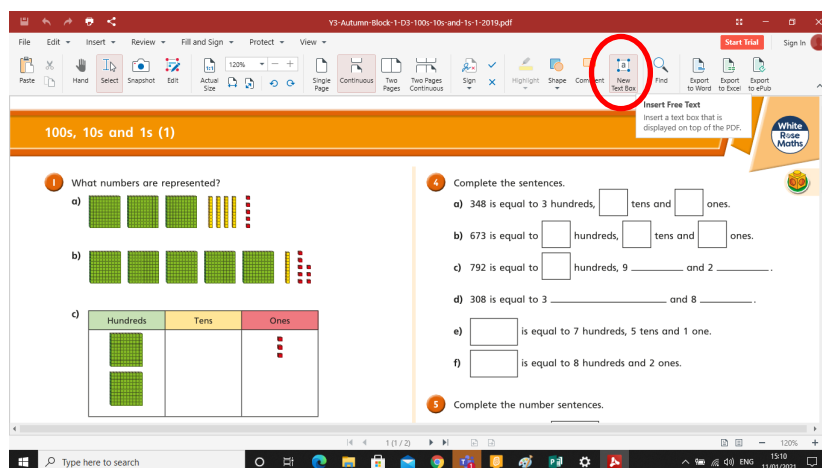 Y3-Autumn-Block-1-D3-100s-10s-and-1s-1-2019.pdf
File Edit Insert Review Fill and Sign Protect View Start Trial Sign In
Paste Hand Select Snapshot Edit Actual Size 120% Single Page Continuous Two Pages Two Pages Continuous Sign Highlight Shape Comment New Text Box Find Export to Word Export to Excel Export to ePub
Insert Free Text
Insert a text box that is
displayed on top of the PDF.
100s, 10s and 1s (1)
White
Rose
Maths
1 What numbers are represented?
a)
b)
c)
Hundreds Tens Ones
4 Complete the sentences.
a) 348 is equal to 3 hundreds, tens and ones.
b) 673 is equal to hundreds, tens and ones.
c) 792 is equal to hundreds, 9 ________ and 2 ________.
d) 308 is equal to 3 ________ and 8 ________.
e) is equal to 7 hundreds, 5 tens and 1 one.
f) is equal to 8 hundreds and 2 ones.
5 Complete the number sentences.
1 (1 / 2) 120%
Type here to search ENG 15:10
11/01/2021